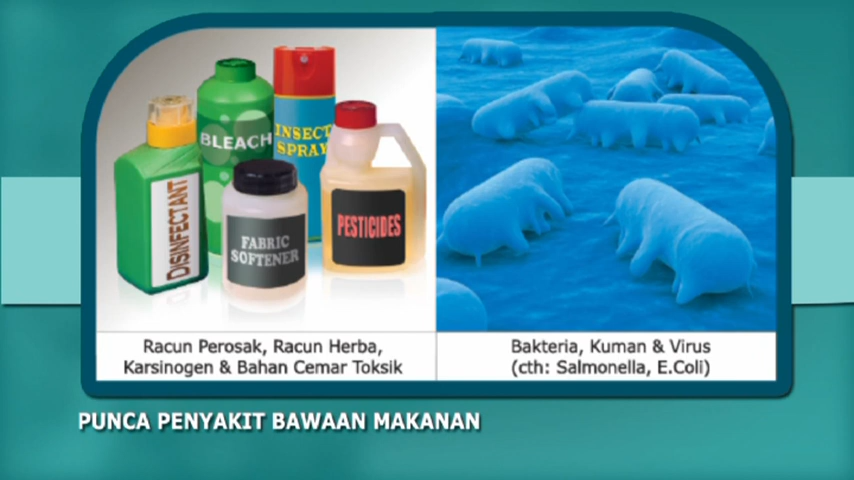 DISINFECTANT
BLEACH
INSECT
SPRAY
FABRIC
SOFTENER
PESTICIDES
Racun Perosak, Racun Herba,
Karsinogen & Bahan Cemar Toksik
Bakteria, Kuman & Virus
(cth: Salmonella, E.Coli)
PUNCA PENYAKIT BAWAAN MAKANAN